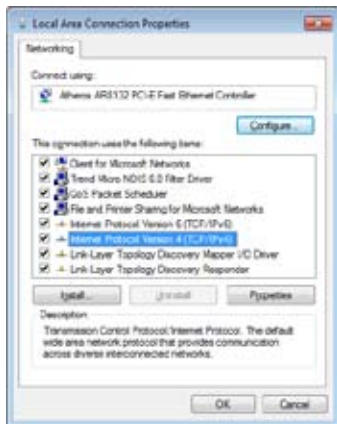 Local Area Connection Properties
Networking
Connect using:
Atheros AR8132 PCI-E Fast Ethernet Controller
Configure...
This connection uses the following items:
Client for Microsoft Networks
Trend Micro NDIS 6.0 Filter Driver
QoS Packet Scheduler
File and Printer Sharing for Microsoft Networks
Internet Protocol Version 6 (TCP/IPv6)
Internet Protocol Version 4 (TCP/IPv4)
Link-Layer Topology Discovery Mapper I/O Driver
Link-Layer Topology Discovery Responder
Install...
Uninstall
Properties
Description
Transmission Control Protocol/Internet Protocol. The default
wide area network protocol that provides communication
across diverse interconnected networks.
OK
Cancel